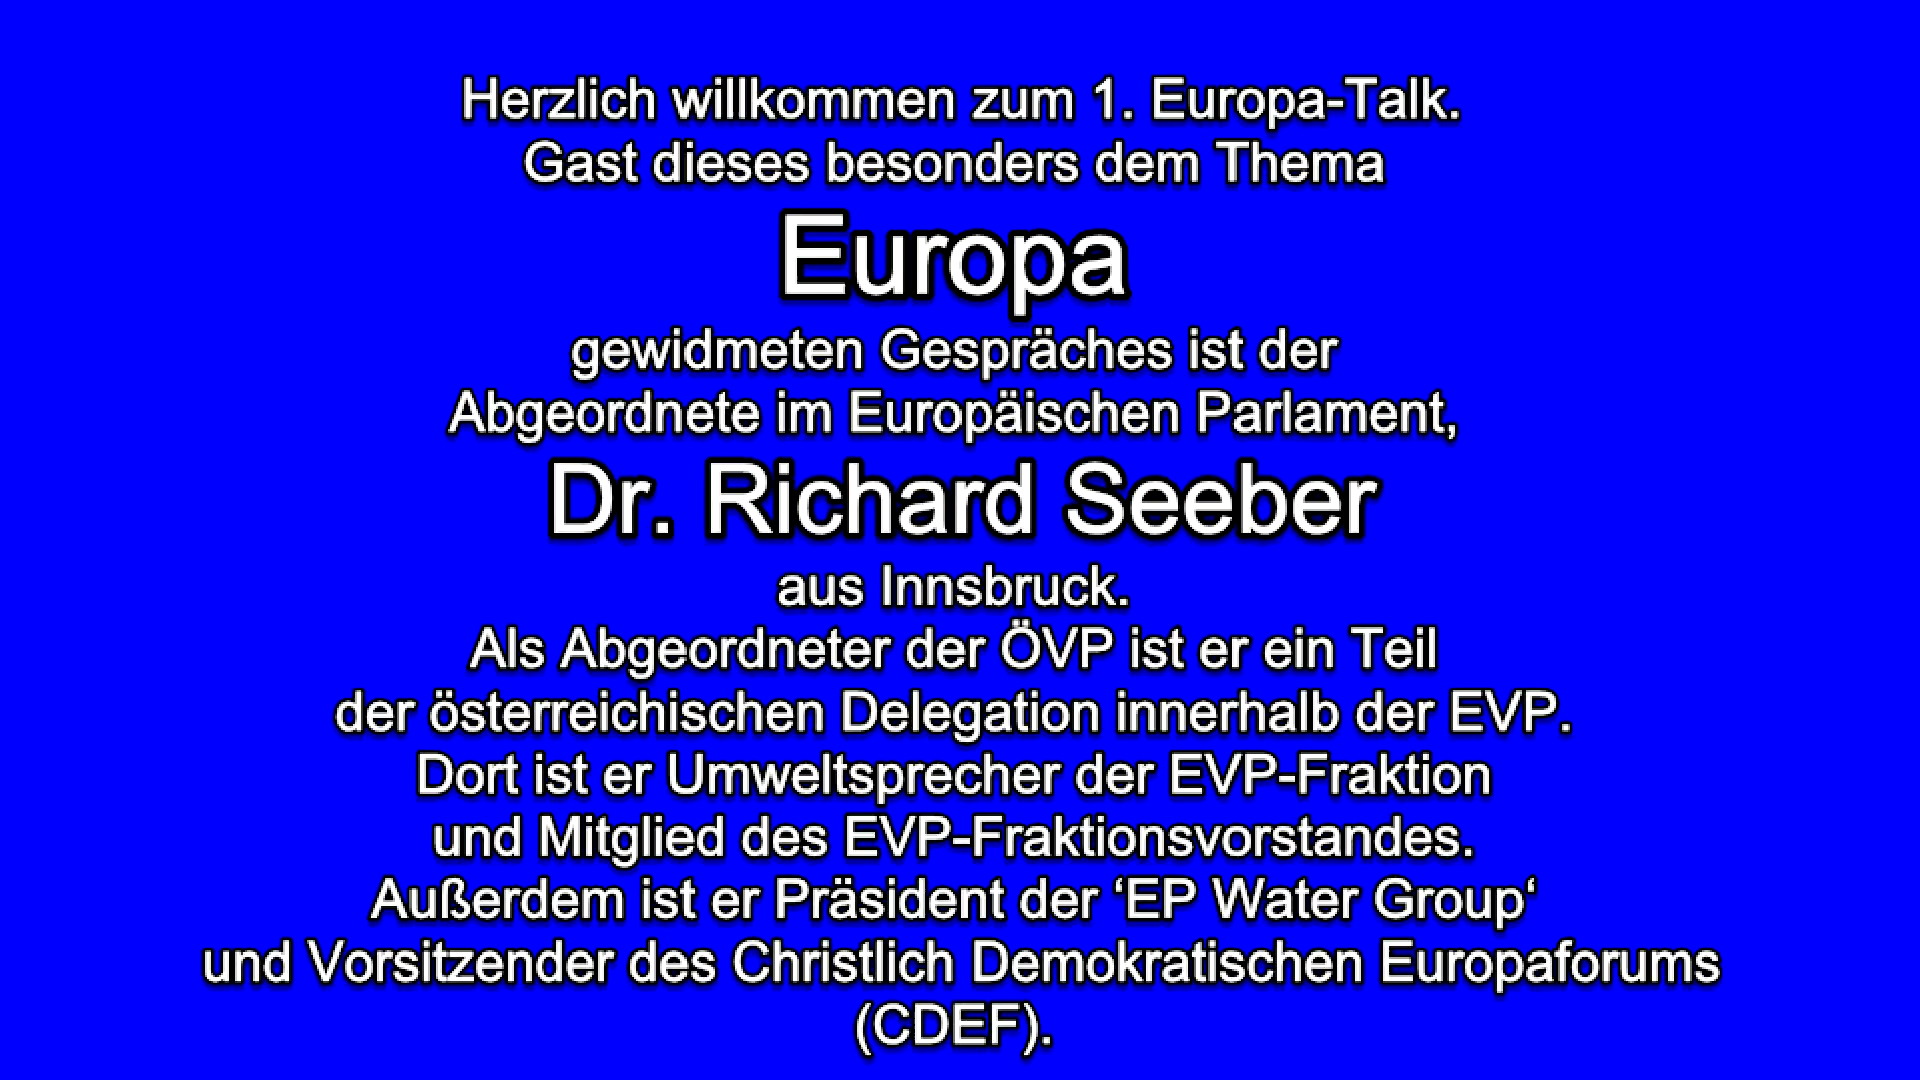 Herzlich willkommen zum 1. Europa-Talk.
Gast dieses besonders dem Thema
Europa
gewidmeten Gespräches ist der
Abgeordnete im Europäischen Parlament,
Dr. Richard Seeber
aus Innsbruck.
Als Abgeordneter der ÖVP ist er ein Teil
der österreichischen Delegation innerhalb der EVP.
Dort ist er Umweltsprecher der EVP-Fraktion
und Mitglied des EVP-Fraktionsvorstandes.
Außerdem ist er Präsident der ‘EP Water Group‘
und Vorsitzender des Christlich Demokratischen Europaforums
(CDEF).